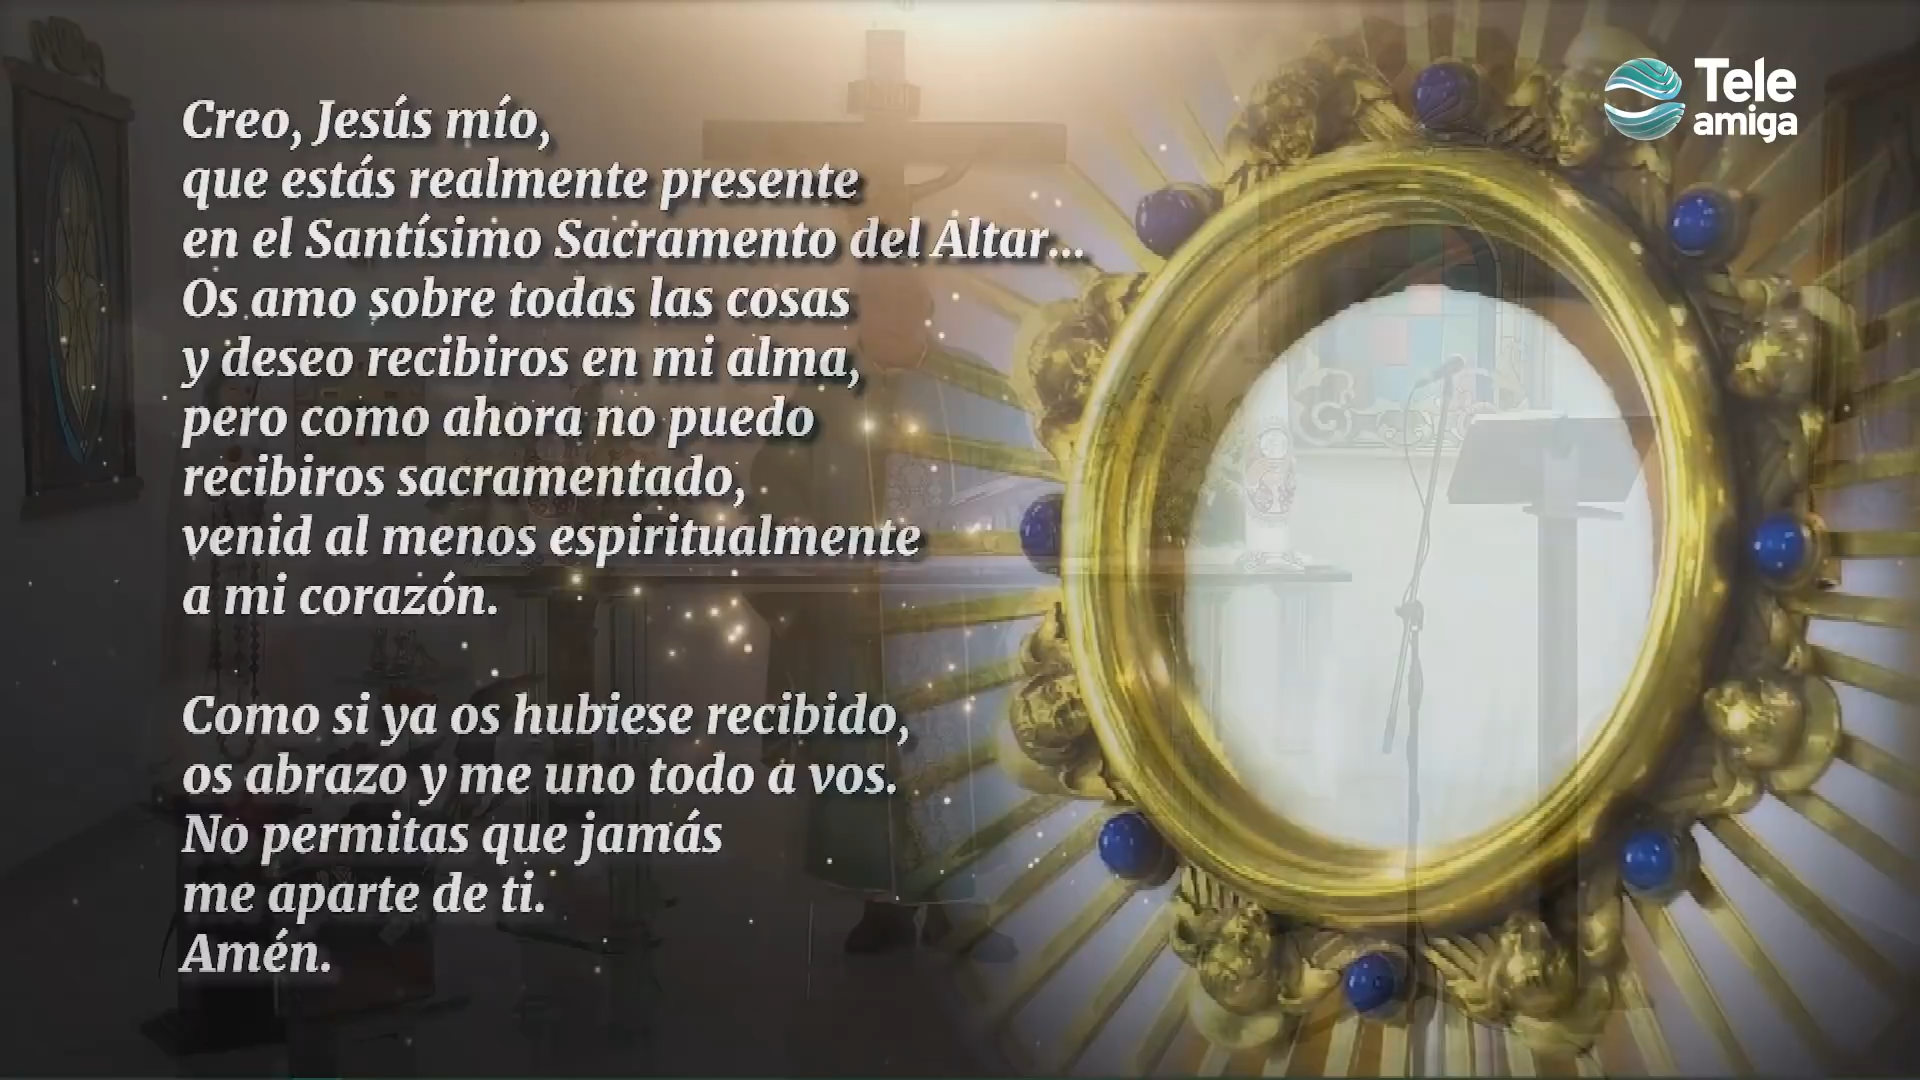 Creo, Jesús mío,
que estás realmente presente
en el Santísimo Sacramento del Altar...
Os amo sobre todas las cosas
y deseo recibiros en mi alma,
pero como ahora no puedo
recibiros sacramentado,
venid al menos espiritualmente
a mi corazón.
Como si ya os hubiese recibido,
os abrazo y me uno todo a vos.
No permitas que jamás
me aparte de ti.
Amén.
Tele
amiga